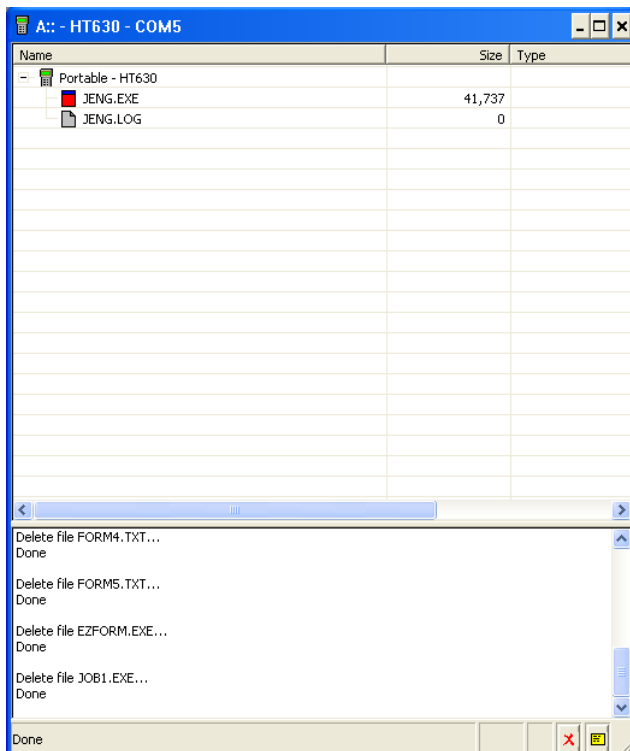 A:: - HT630 - COM5
Name Size Type
Portable - HT630
JENG.EXE 41,737
JENG.LOG 0
Delete file FORM4.TXT...
Done
Delete file FORM5.TXT...
Done
Delete file EZFORM.EXE...
Done
Delete file JOB1.EXE...
Done
Done